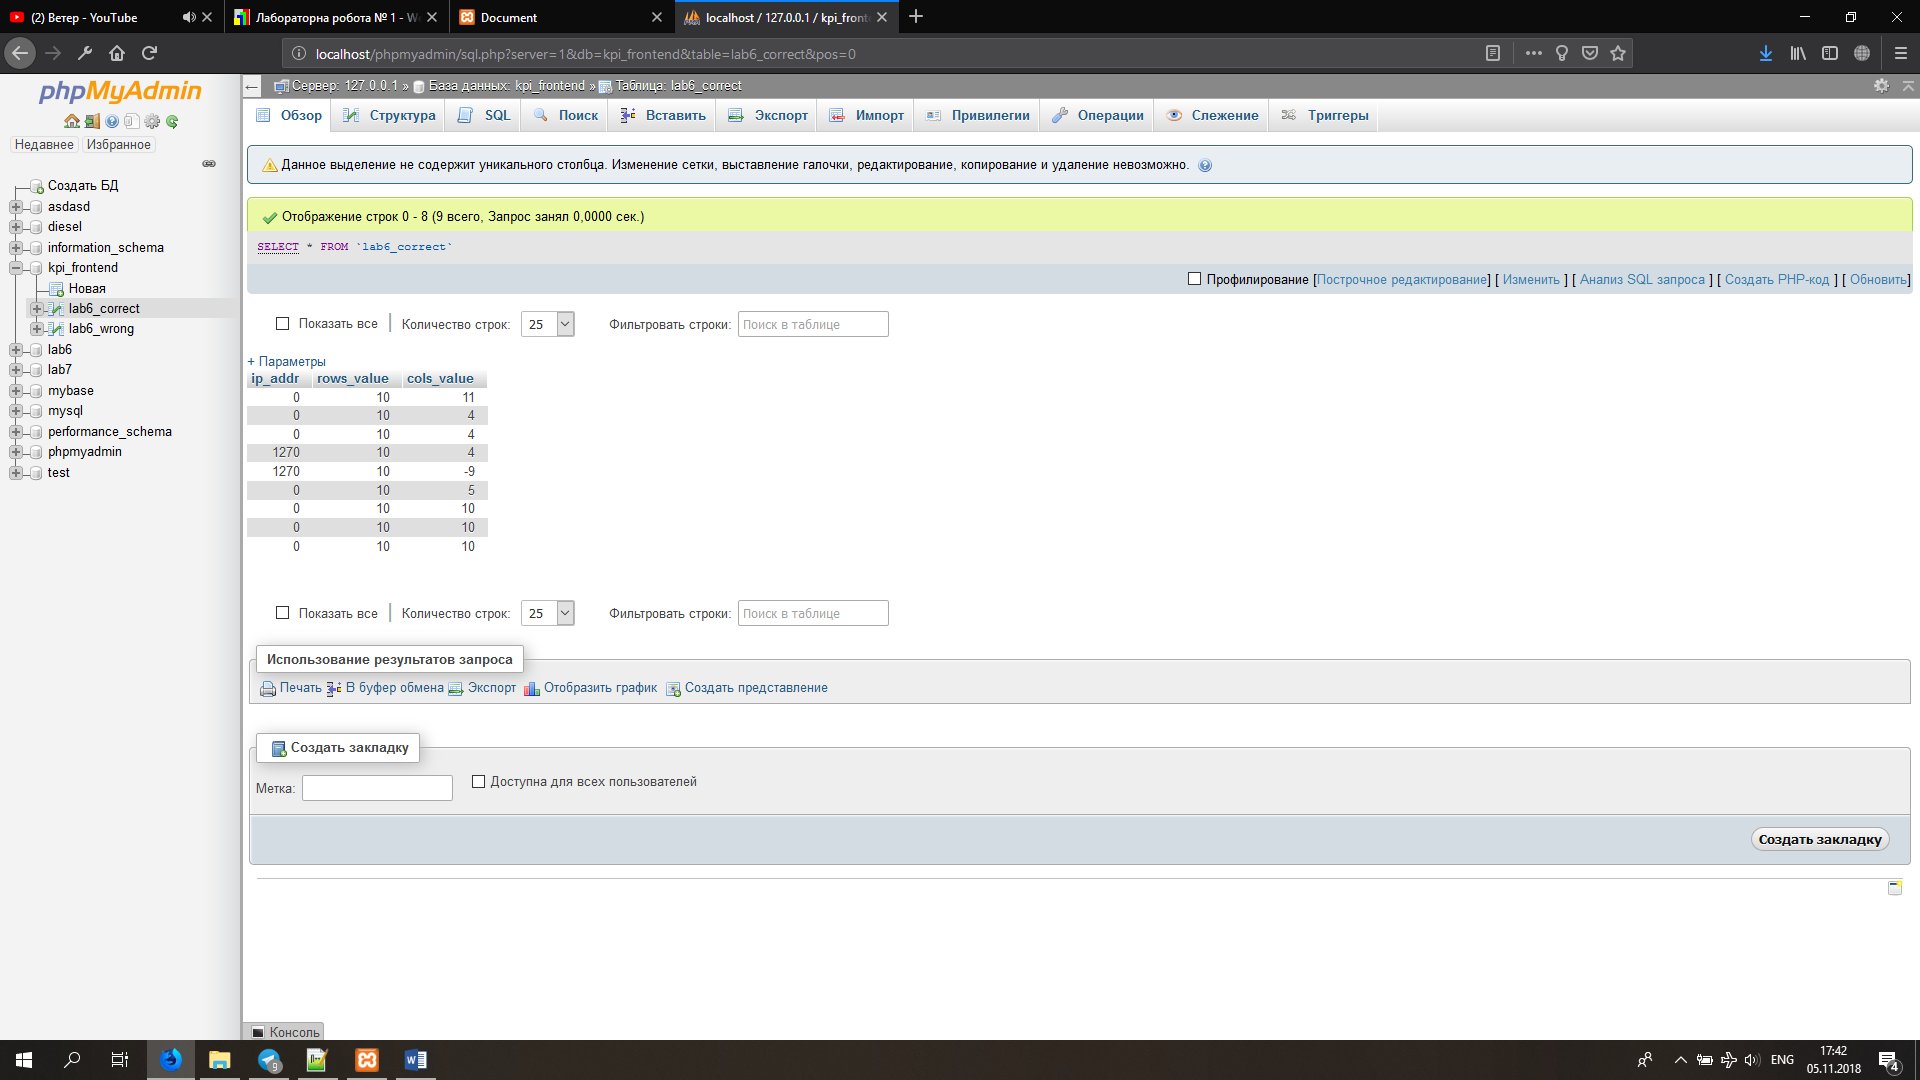 (2) Ветер - YouTube
Лабораторна робота № 1 - W
Document
localhost / 127.0.0.1 / kpi_front
localhost/phpmyadmin/sql.php?server=1&db=kpi_frontend&table=lab6_correct&pos=0
phpMyAdmin
Недавнее Избранное
Создать БД
asdasd
diesel
information_schema
kpi_frontend
Новая
lab6_correct
lab6_wrong
lab6
lab7
mybase
mysql
performance_schema
phpmyadmin
test
Сервер: 127.0.0.1 » База данных: kpi_frontend » Таблица: lab6_correct
Обзор Структура SQL Поиск Вставить Экспорт Импорт Привилегии Операции Слежение Триггеры
Данное выделение не содержит уникального столбца. Изменение сетки, выставление галочки, редактирование, копирование и удаление невозможно.
Отображение строк 0 - 8 (9 всего, Запрос занял 0,0000 сек.)
SELECT * FROM `lab6_correct`
Профилирование [Построчное редактирование] [ Изменить ] [ Анализ SQL запроса ] [ Создать PHP-код ] [ Обновить]
Показать все Количество строк: 25 Фильтровать строки: Поиск в таблице
+ Параметры
ip_addr rows_value cols_value
0 10 11
0 10 4
0 10 4
1270 10 4
1270 10 -9
0 10 5
0 10 10
0 10 10
0 10 10
Показать все Количество строк: 25 Фильтровать строки: Поиск в таблице
Использование результатов запроса
Печать В буфер обмена Экспорт Отобразить график Создать представление
Создать закладку
Метка: Доступна для всех пользователей
Создать закладку
Консоль
9
ENG
17:42
05.11.2018
4